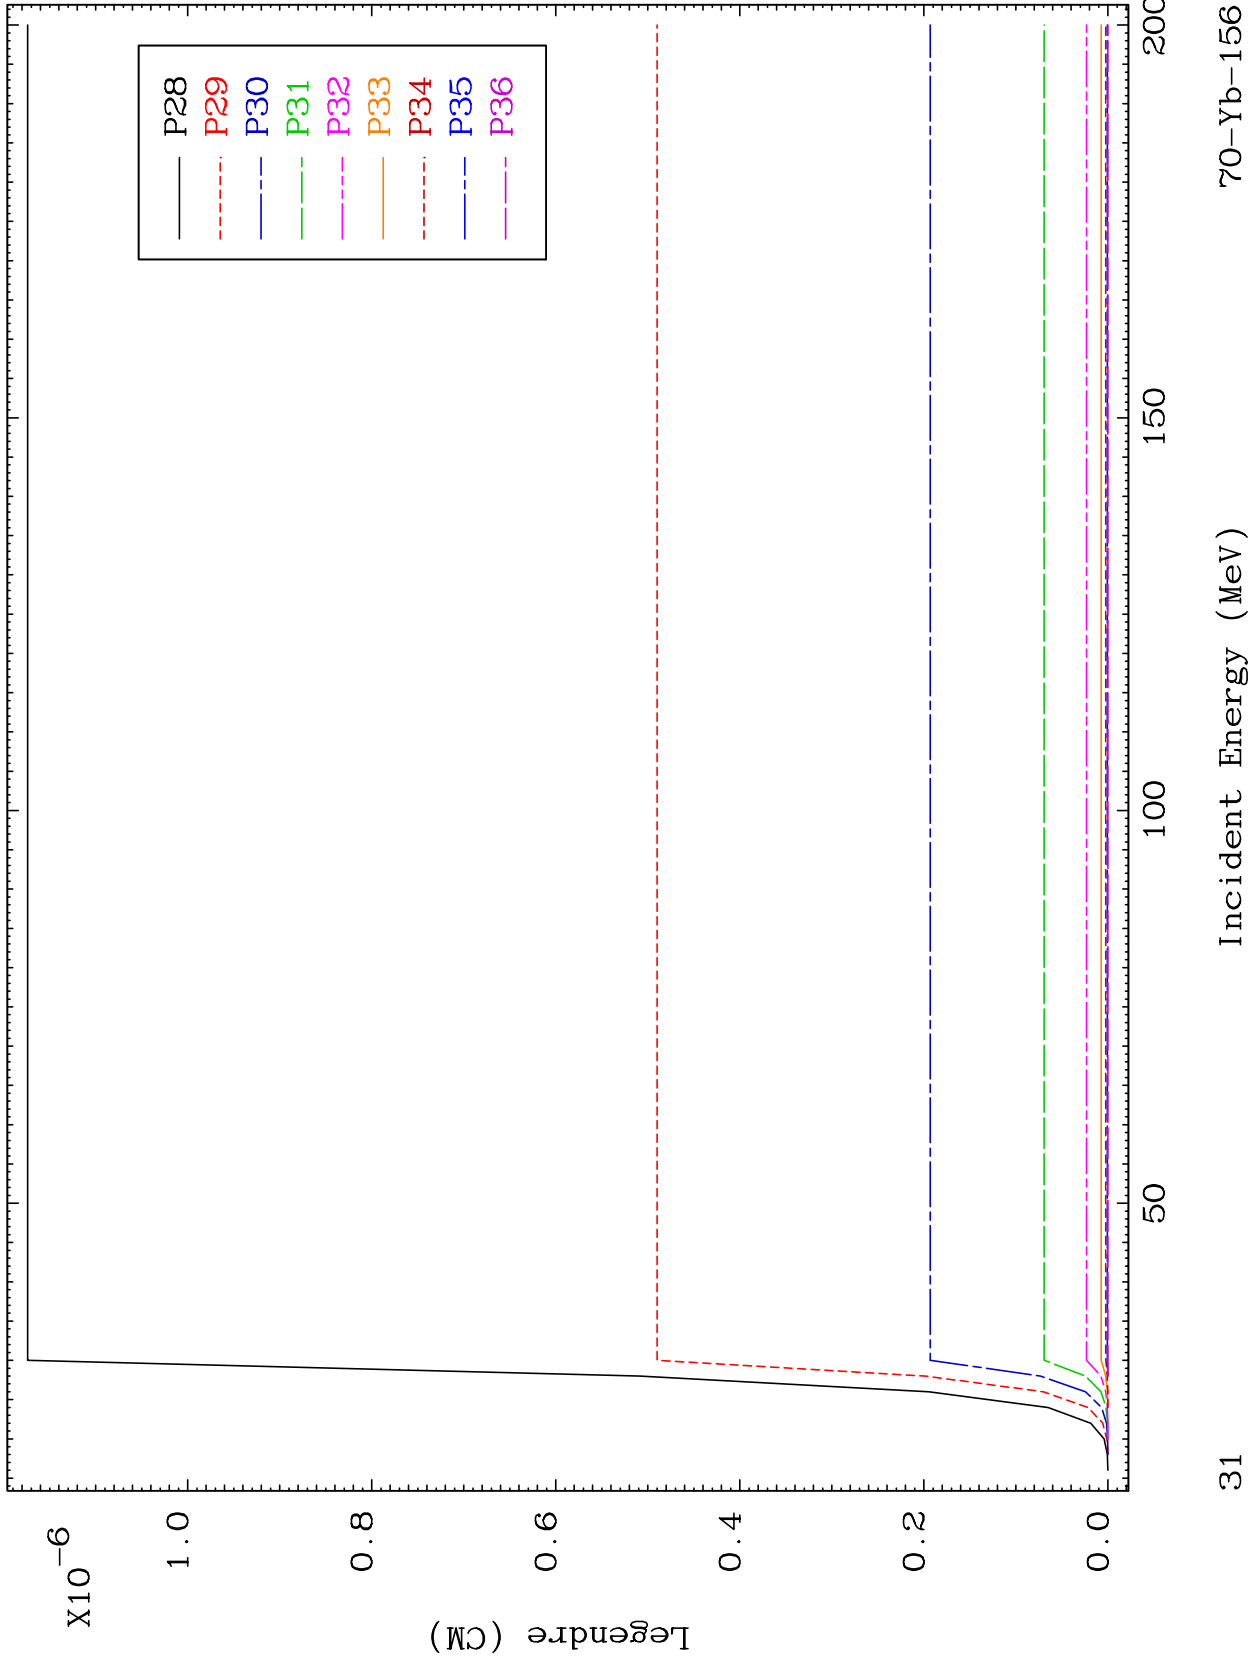 X10-6
Legendre (CM)
1.0
0.8
0.6
0.4
0.2
0.0
P28
P29
P30
P31
P32
P33
P34
P35
P36
50
100
150
200
Incident Energy (MeV)
31
70-Yb-156